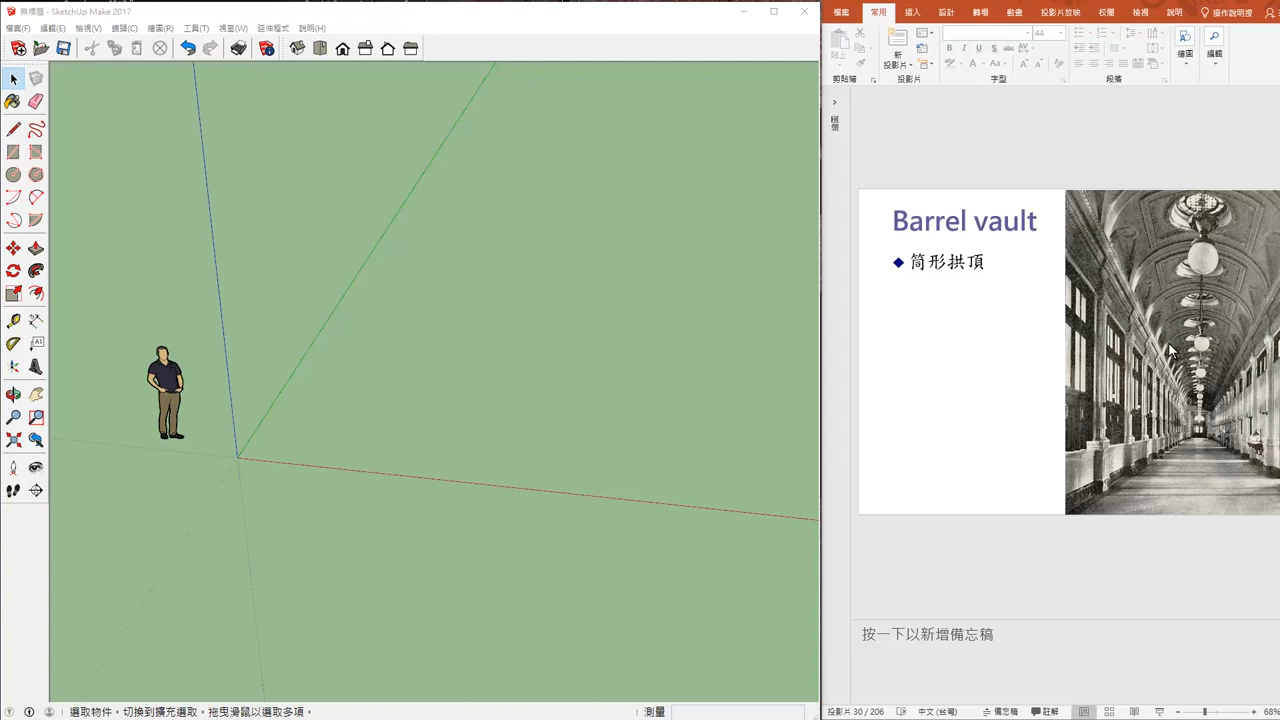 無標題 - SketchUp Make 2017
檔案(F) 編輯(E) 檢視(V) 鏡頭(C) 繪圖(R) 工具(T) 視窗(W) 延伸程式 說明(H)
選取物件。切換到擴充選取。拖曳滑鼠以選取多項。
測量
檔案 常用 插入 設計 轉場 動畫 投影片放映 校閱 檢視 說明 操作說明搜
新
投影片
繪圖 編輯
44
剪貼簿 投影片 字型 段落
Barrel vault
筒形拱頂
按一下以新增備忘稿
投影片 30 / 206 中文 (台灣) 備忘稿 註解 68%